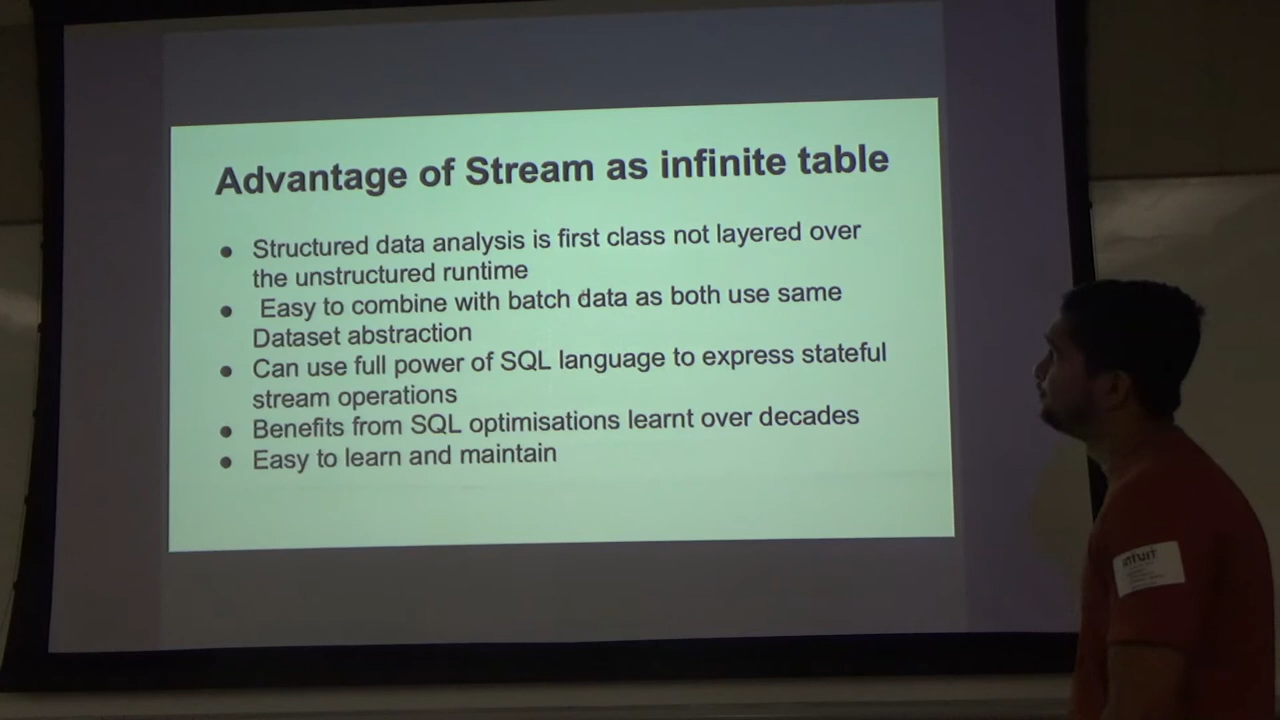 Advantage of Stream as infinite table
● Structured data analysis is first class not layered over
the unstructured runtime
● Easy to combine with batch data as both use same
Dataset abstraction
● Can use full power of SQL language to express stateful
stream operations
● Benefits from SQL optimisations learnt over decades
● Easy to learn and maintain
intuit